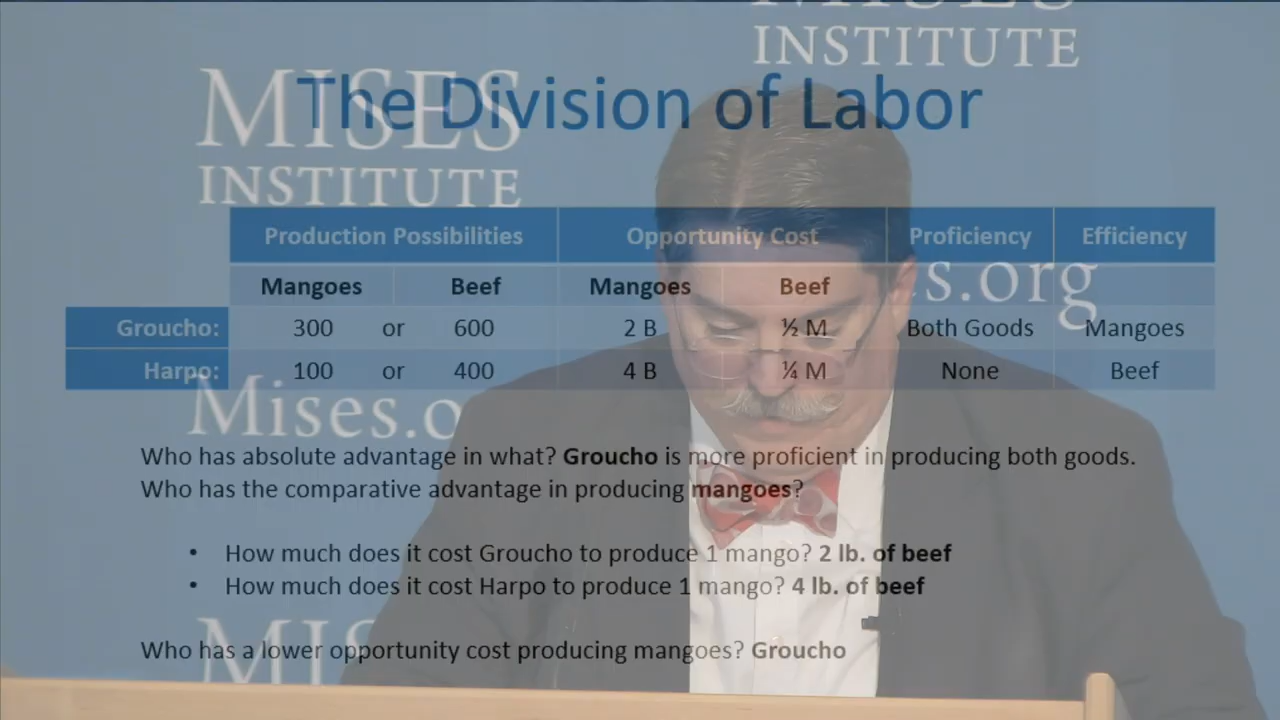 MISES
INSTITUTE
The Division of Labor
MISES
INSTITUTE
Production Possibilities Opportunity Cost Proficiency Efficiency
Mangoes Beef Mangoes Beef
s.org
Groucho: 300 or 600 2 B ½ M Both Goods Mangoes
Harpo: 100 or 400 4 B ¼ M None Beef
Mises.o
Who has absolute advantage in what? Groucho is more proficient in producing both goods.
Who has the comparative advantage in producing mangoes?
• How much does it cost Groucho to produce 1 mango? 2 lb. of beef
• How much does it cost Harpo to produce 1 mango? 4 lb. of beef
Who has a lower opportunity cost producing mangoes? Groucho
MIS